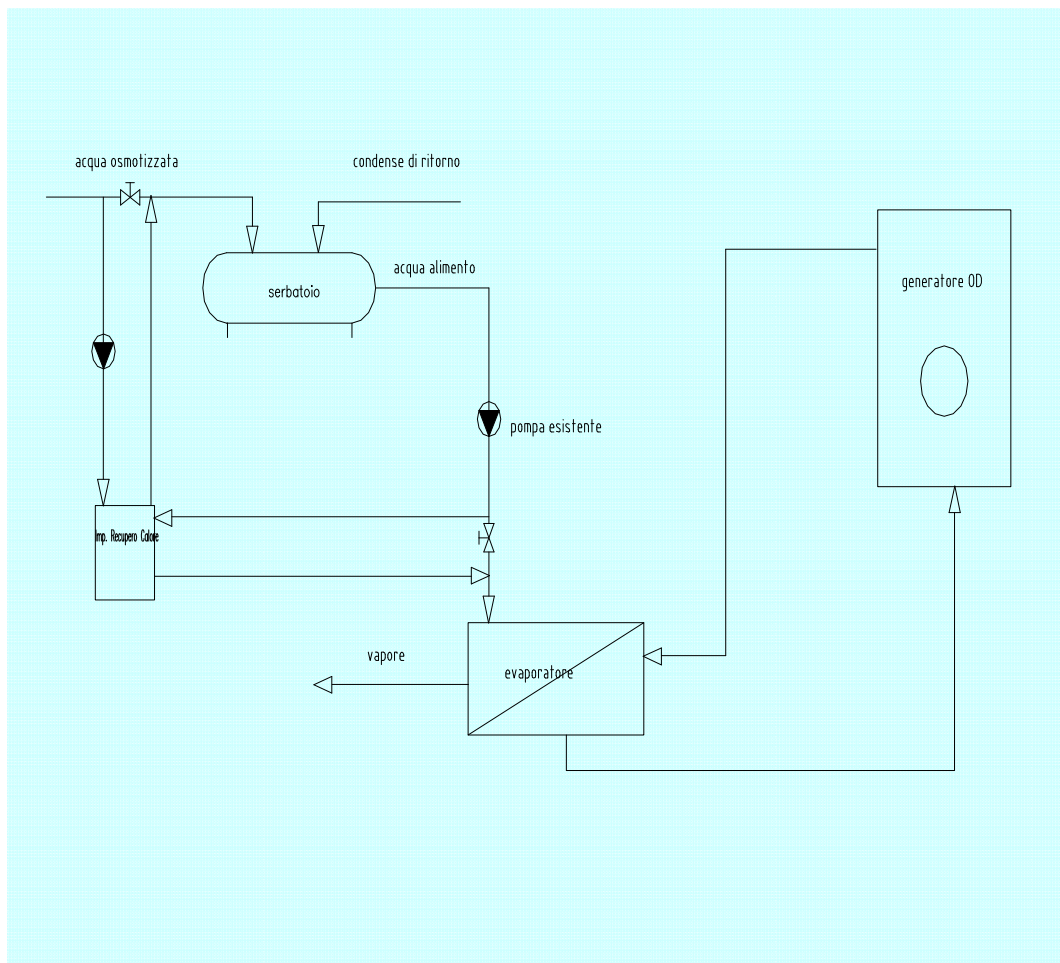 acqua osmotizzata
condense di ritorno
acqua alimento
serbatoio
generatore OD
pompa esistente
Imp. Recupero Calore
vapore
evaporatore